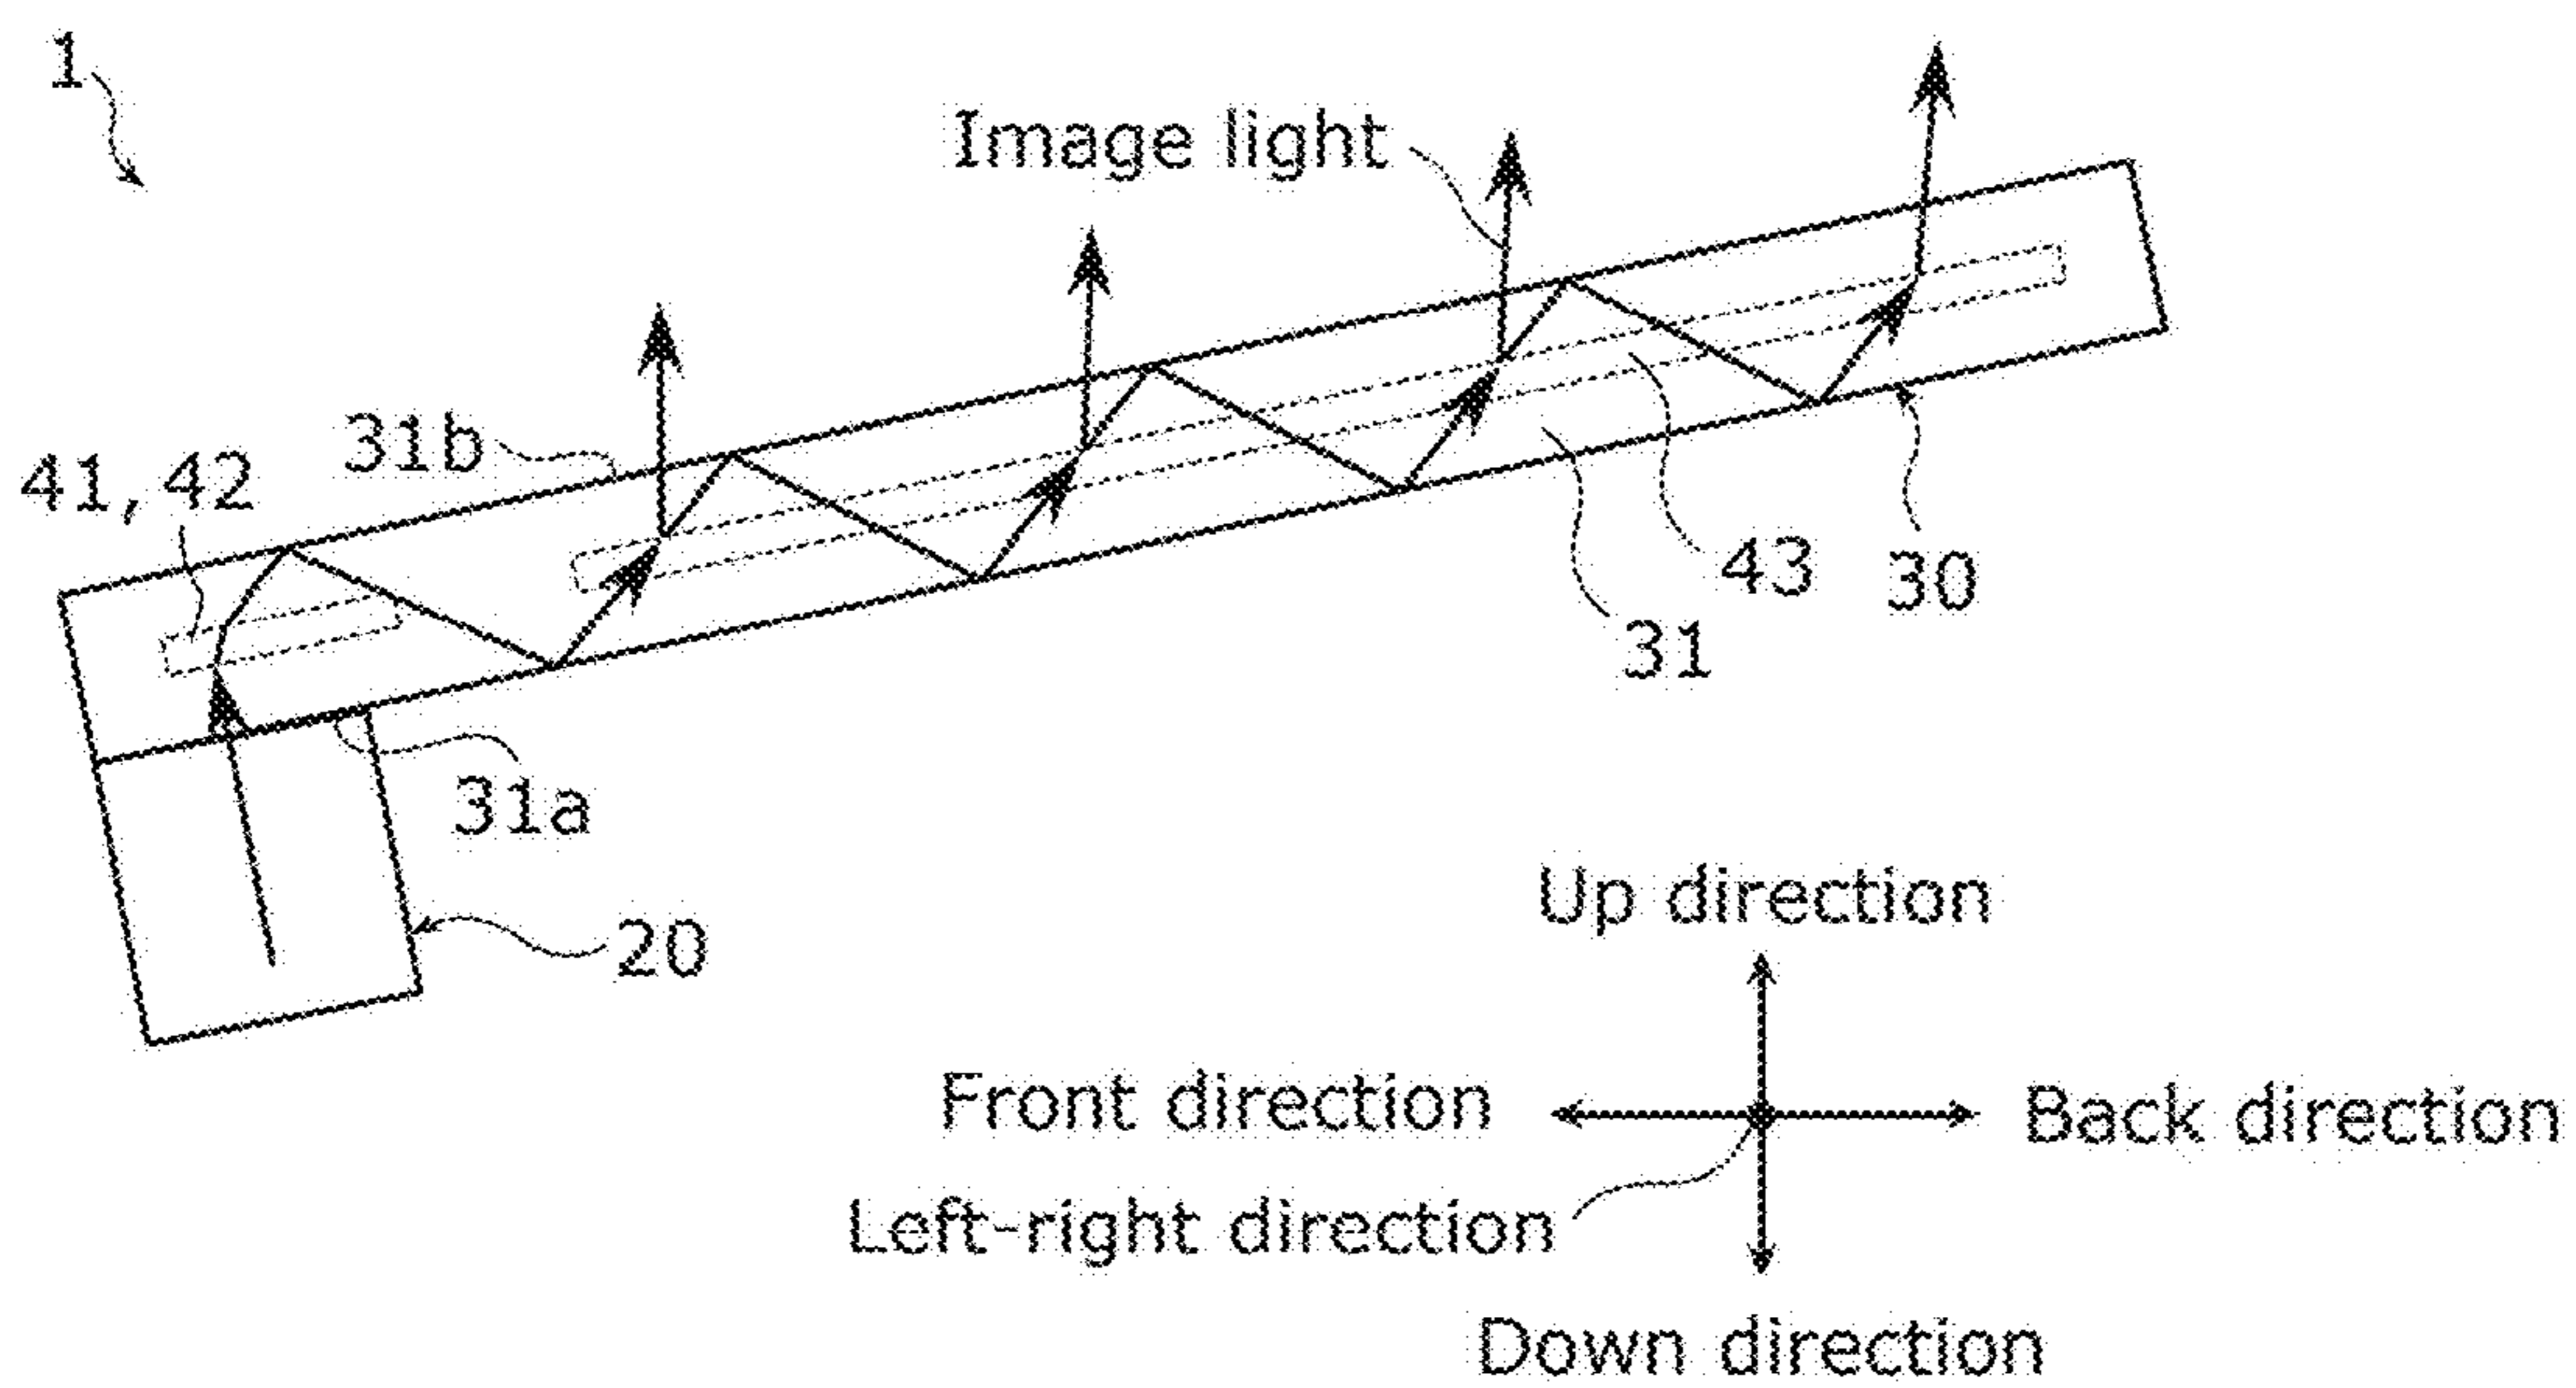 1
Image light
31b
41, 42
43
30
31
31a
20
Up direction
Front direction
Back direction
Left-right direction
Down direction